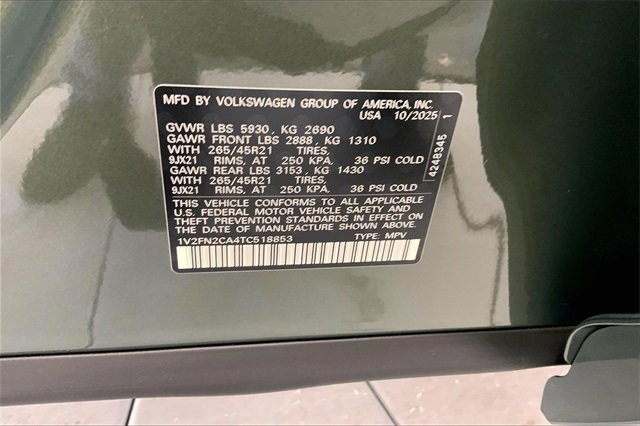 MFD BY VOLKSWAGEN GROUP OF AMERICA, INC.
USA 10/2025
GVWR LBS 5930, KG 2690
GAWR FRONT LBS 2888, KG 1310
WITH 265/45R21 TIRES,
9JX21 RIMS, AT 250 KPA, 36 PSI COLD
GAWR REAR LBS 3153, KG 1430
WITH 265/45R21 TIRES,
9JX21 RIMS, AT 250 KPA, 36 PSI COLD
THIS VEHICLE CONFORMS TO ALL APPLICABLE
U.S. FEDERAL MOTOR VEHICLE SAFETY AND
THEFT PREVENTION STANDARDS IN EFFECT ON
THE DATE OF MANUFACTURE SHOWN ABOVE.
1V2FN2CA4TC518853 TYPE: MPV
4248345 1